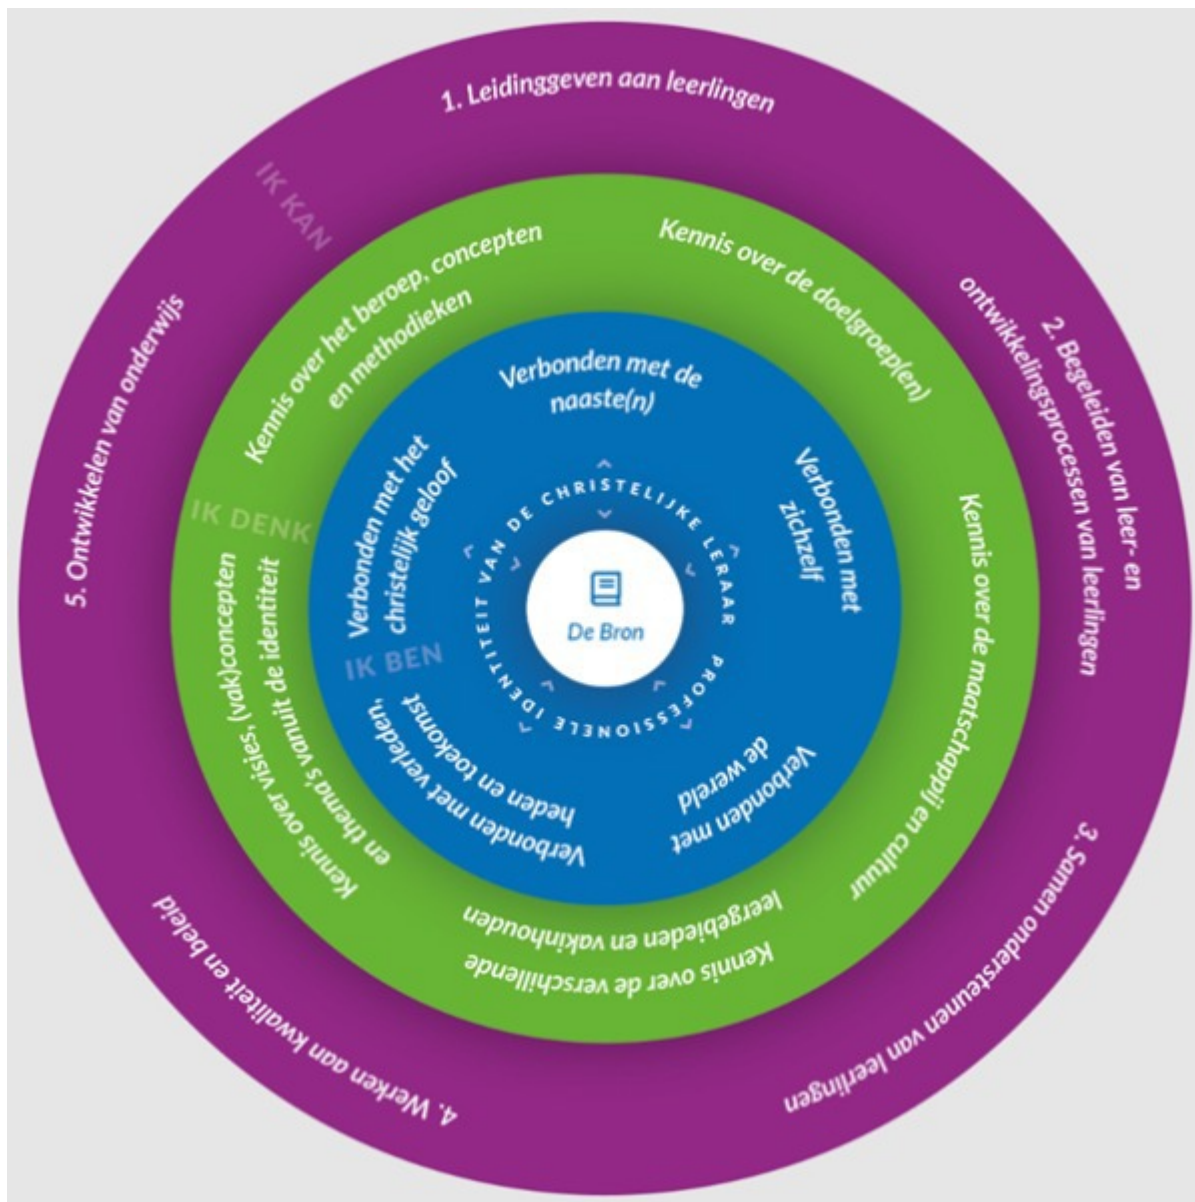 1. Leidinggeven aan leerlingen
2. Begeleiden van leer- en
ontwikkelingsprocessen van leerlingen
3. Samen ondersteunen van leerlingen
4. Werken aan kwaliteit en beleid
5. Ontwikkelen van onderwijs
IK KAN
Kennis over het beroep, concepten
en methodieken
Kennis over de doelgroep(en)
Kennis over de maatschappij en cultuur
Kennis over de verschillende
leergebieden en vakinhouden
Kennis over visies, (vak)concepten
en thema's vanuit de identiteit
IK DENK
Verbonden met de
naaste(n)
Verbonden met
zichzelf
Verbonden met
de wereld
Verbonden met verleden,
heden en toekomst
Verbonden met het
christelijk geloof
IK BEN
PROFESSIONELE IDENTITEIT VAN DE CHRISTELIJKE LERAAR
De Bron